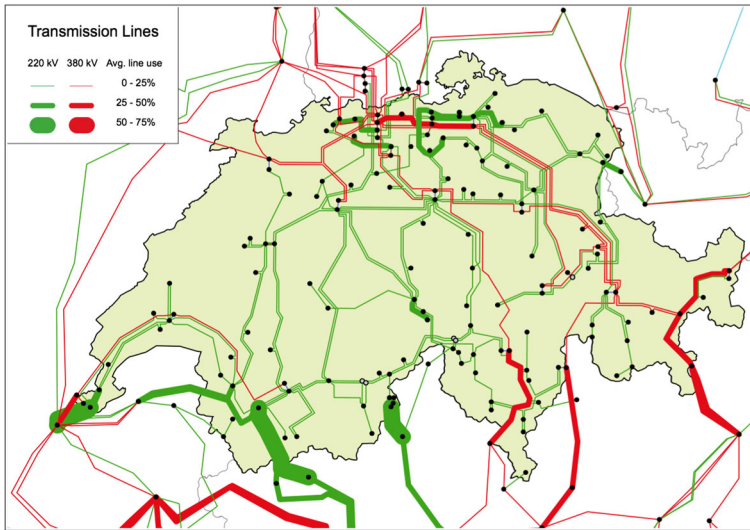 Transmission Lines
220 kV 380 kV Avg. line use
0 - 25%
25 - 50%
50 - 75%